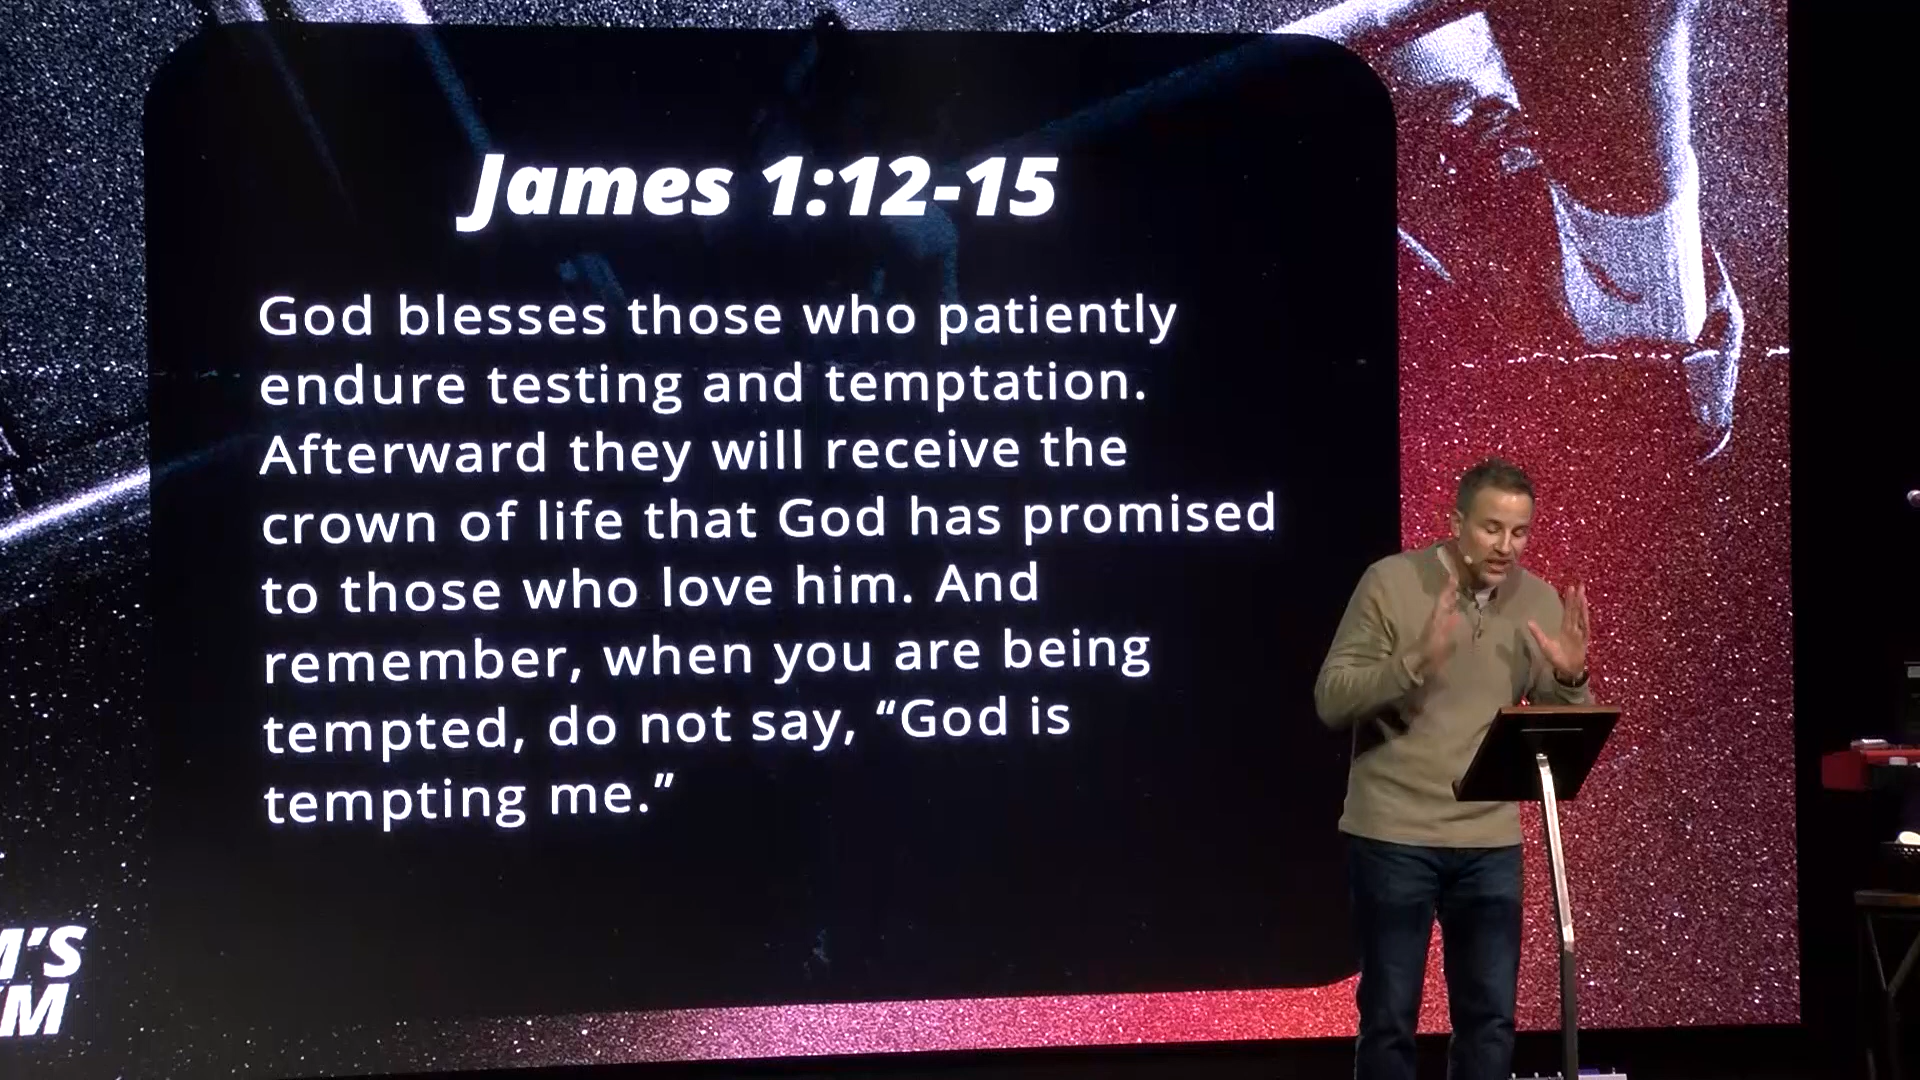 James 1:12-15
God blesses those who patiently
endure testing and temptation.
Afterward they will receive the
crown of life that God has promised
to those who love him. And
remember, when you are being
tempted, do not say, “God is
tempting me.”